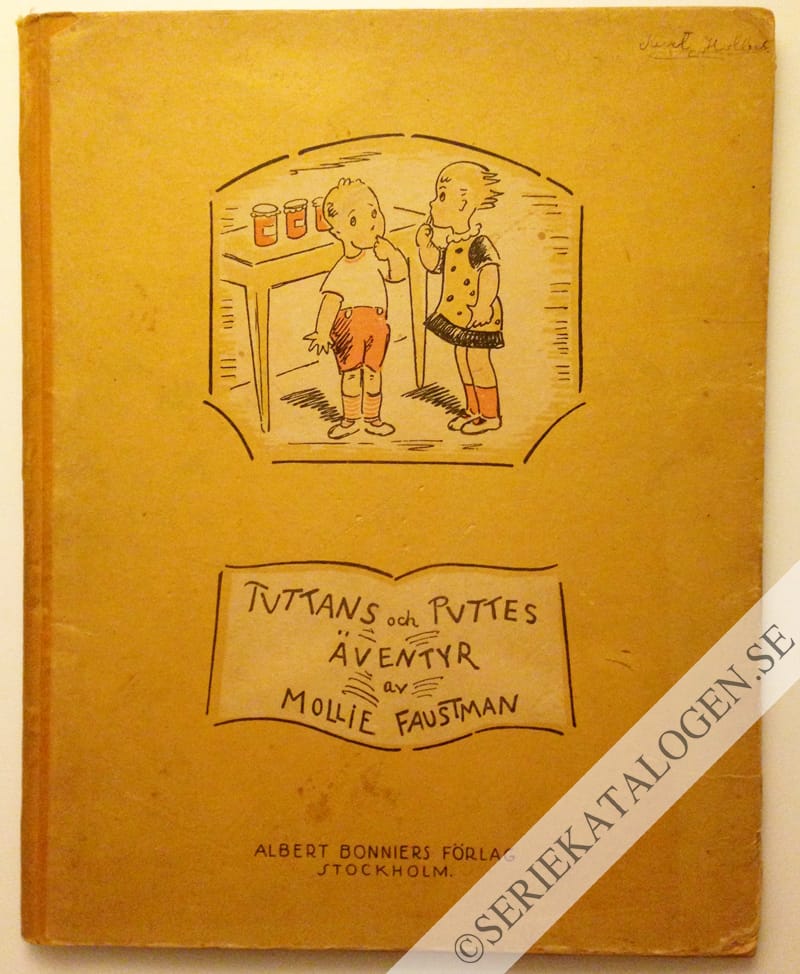 TUTTANS och PUTTES
ÄVENTYR
av
MOLLIE FAUSTMAN
ALBERT BONNIERS FÖRLAG
STOCKHOLM.
©SERIEKATALOGEN.SE